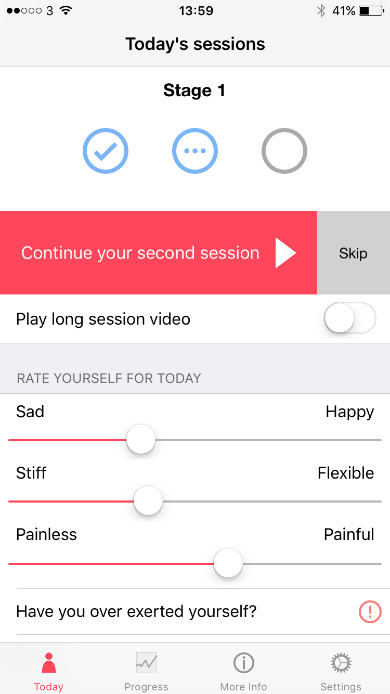 3 13:59 41%
Today's sessions
Stage 1
Continue your second session Skip
Play long session video
RATE YOURSELF FOR TODAY
Sad Happy
Stiff Flexible
Painless Painful
Have you over exerted yourself?
Today Progress More Info Settings